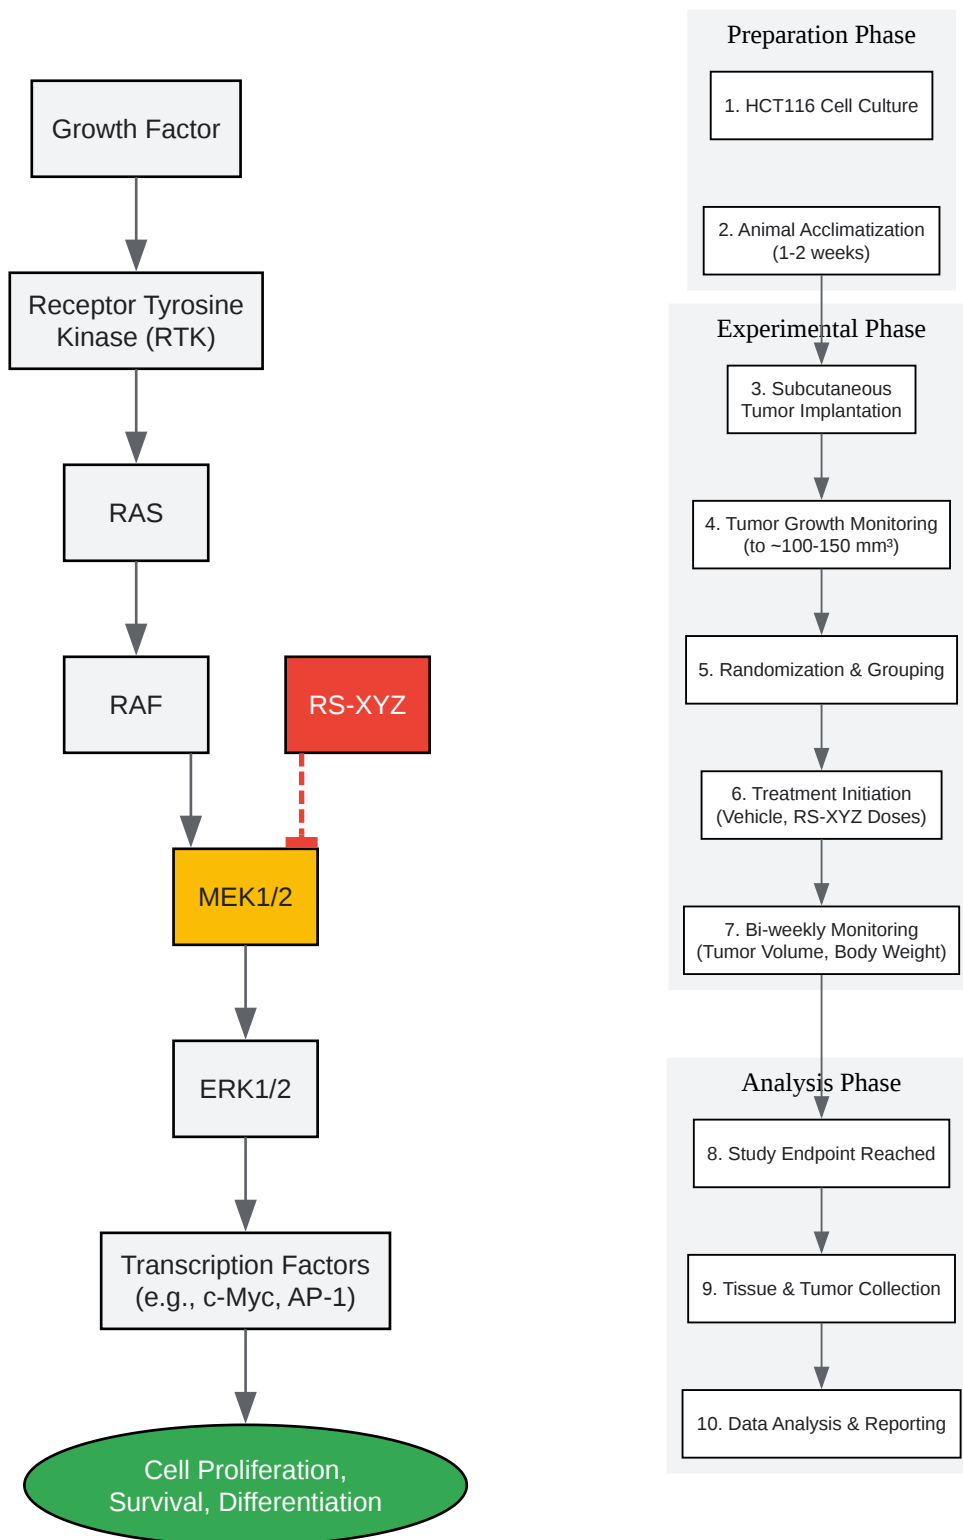 Growth Factor
Receptor Tyrosine
Kinase (RTK)
RAS
RAF
RS-XYZ
MEK1/2
ERK1/2
Transcription Factors
(e.g., c-Myc, AP-1)
Cell Proliferation,
Survival, Differentiation
Preparation Phase
1. HCT116 Cell Culture
2. Animal Acclimatization
(1-2 weeks)
Experimental Phase
3. Subcutaneous
Tumor Implantation
4. Tumor Growth Monitoring
(to ~100-150 mm³)
5. Randomization & Grouping
6. Treatment Initiation
(Vehicle, RS-XYZ Doses)
7. Bi-weekly Monitoring
(Tumor Volume, Body Weight)
Analysis Phase
8. Study Endpoint Reached
9. Tissue & Tumor Collection
10. Data Analysis & Reporting